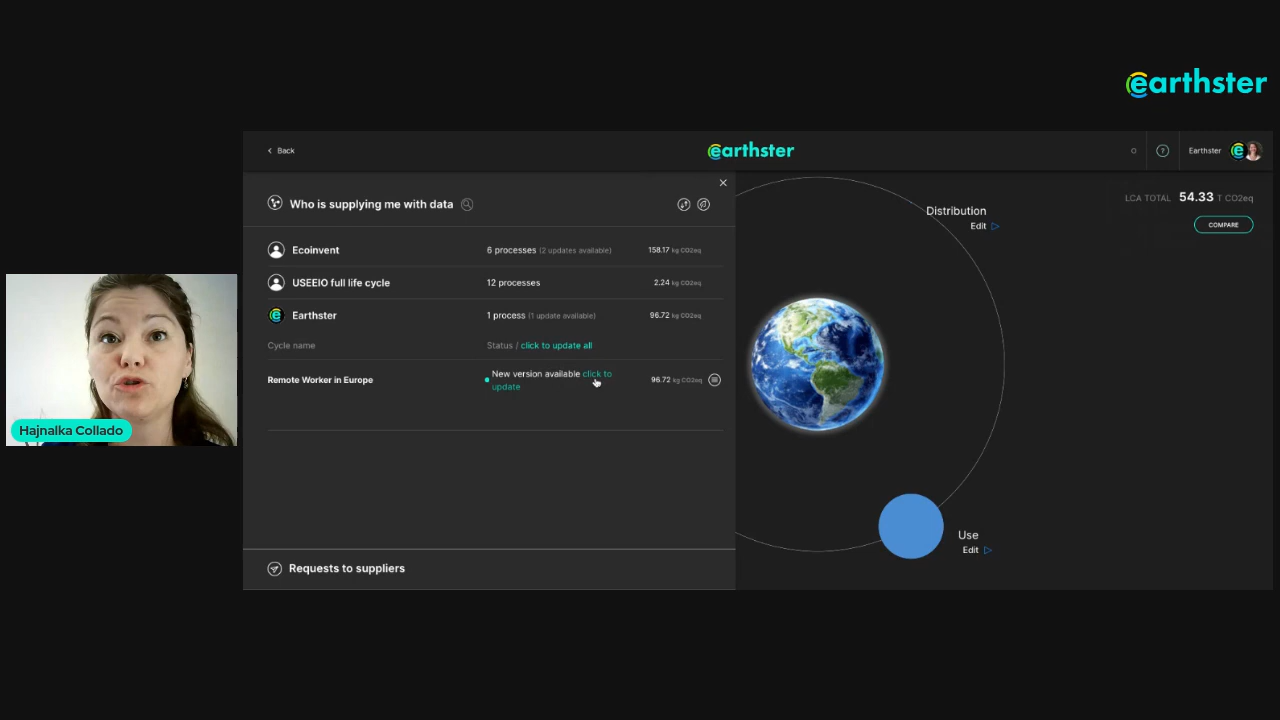 earthster
Back
earthster
Earthster
Who is supplying me with data
LCA TOTAL 54.33 T CO2eq
Distribution
Edit
COMPARE
Ecoinvent 6 processes (2 updates available) 158.17 kg CO2eq
USEEIO full life cycle 12 processes 2.24 kg CO2eq
Earthster 1 process (1 update available) 96.72 kg CO2eq
Cycle name Status / click to update all
Remote Worker in Europe New version available click to
update 96.72 kg CO2eq
Hajnalka Collado
Use
Edit
Requests to suppliers